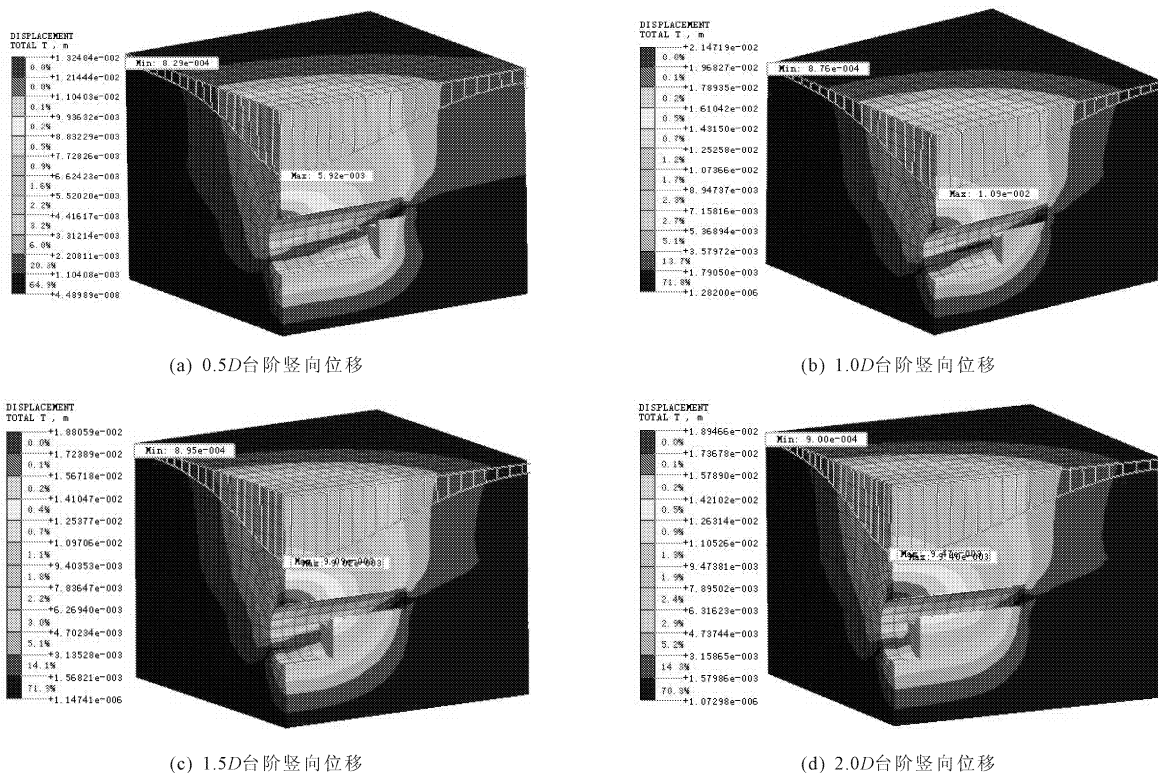 DISPLACEMENT
TOTAL T , m
+1.32484e-002
0.0%
+1.21444e-002
0.0%
+1.10403e-002
0.1%
+9.93632e-003
0.2%
+8.83229e-003
0.5%
+7.72826e-003
0.9%
+6.62423e-003
1.6%
+5.52020e-003
2.2%
+4.41617e-003
3.2%
+3.31214e-003
6.0%
+2.20811e-003
20.3%
+1.10408e-003
64.9%
+4.48989e-008
Min: 8.29e-004
Max: 5.92e-003
(a) 0.5D台阶竖向位移
DISPLACEMENT
TOTAL T , m
+2.14719e-002
0.0%
+1.96827e-002
0.1%
+1.78935e-002
0.2%
+1.61042e-002
0.5%
+1.43150e-002
0.7%
+1.25258e-002
1.2%
+1.07366e-002
1.7%
+8.94737e-003
2.3%
+7.15816e-003
2.7%
+5.36894e-003
5.1%
+3.57972e-003
13.7%
+1.79050e-003
71.8%
+1.28200e-006
Min: 8.76e-004
Max: 1.09e-002
(b) 1.0D台阶竖向位移
DISPLACEMENT
TOTAL T , m
+1.88059e-002
0.0%
+1.72389e-002
0.1%
+1.56718e-002
0.2%
+1.41047e-002
0.4%
+1.25377e-002
0.7%
+1.09706e-002
1.1%
+9.40353e-003
1.8%
+7.83647e-003
2.2%
+6.26940e-003
3.0%
+4.70234e-003
5.1%
+3.13528e-003
14.1%
+1.56821e-003
71.3%
+1.14741e-006
Min: 8.95e-004
(c) 1.5D台阶竖向位移
DISPLACEMENT
TOTAL T , m
+1.89466e-002
0.0%
+1.73678e-002
0.1%
+1.57890e-002
0.2%
+1.42102e-002
0.5%
+1.26314e-002
0.9%
+1.10526e-002
1.3%
+9.47381e-003
1.9%
+7.89502e-003
2.4%
+6.31623e-003
2.9%
+4.73744e-003
5.2%
+3.15865e-003
14.3%
+1.57986e-003
70.3%
+1.07298e-006
Min: 9.00e-004
(d) 2.0D台阶竖向位移